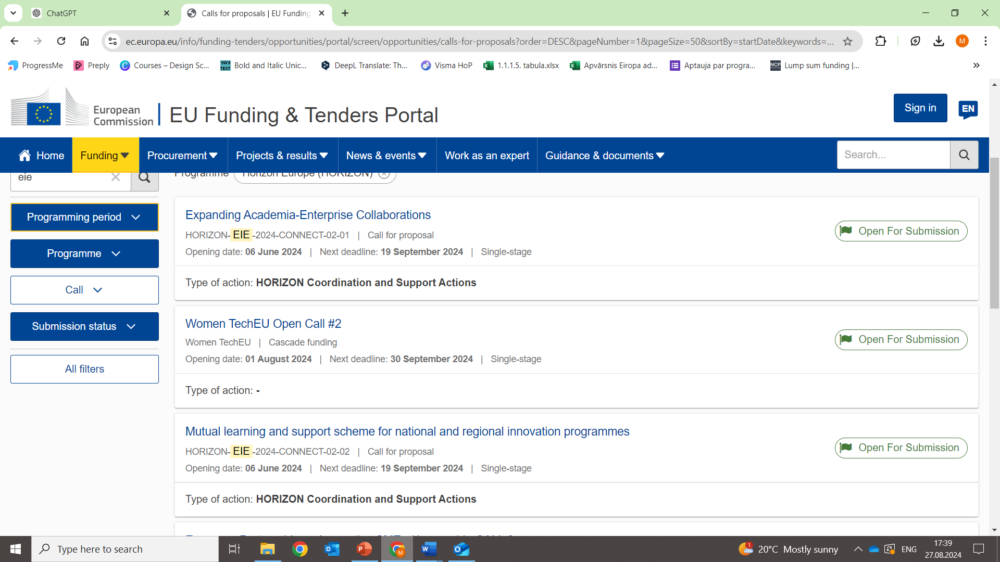 ChatGPT
Calls for proposals | EU Funding
ec.europa.eu/info/funding-tenders/opportunities/portal/screen/opportunities/calls-for-proposals?order=DESC&pageNumber=1&pageSize=50&sortBy=startDate&keywords=...
M
ProgressMe
Preply
Courses – Design Sc...
YAY TEXT
Bold and Italic Unic...
DeepL Translate: Th...
Visma HoP
1.1.1.5. tabula.xlsx
Apvārsnis Eiropa ad...
Aptauja par progra...
NCP
Lump sum funding |...
European
Commission
EU Funding & Tenders Portal
Sign in
EN
Home
Funding
Procurement
Projects & results
News & events
Work as an expert
Guidance & documents
Search...
eie
Programme
Horizon Europe (HORIZON)
Programming period
Programme
Call
Submission status
All filters
Expanding Academia-Enterprise Collaborations
HORIZON-EIE-2024-CONNECT-02-01 | Call for proposal
Opening date: 06 June 2024 | Next deadline: 19 September 2024 | Single-stage
Open For Submission
Type of action: HORIZON Coordination and Support Actions
Women TechEU Open Call #2
Women TechEU | Cascade funding
Opening date: 01 August 2024 | Next deadline: 30 September 2024 | Single-stage
Open For Submission
Type of action: -
Mutual learning and support scheme for national and regional innovation programmes
HORIZON-EIE-2024-CONNECT-02-02 | Call for proposal
Opening date: 06 June 2024 | Next deadline: 19 September 2024 | Single-stage
Open For Submission
Type of action: HORIZON Coordination and Support Actions
Type here to search
1
20°C Mostly sunny
ENG
17:39
27.08.2024